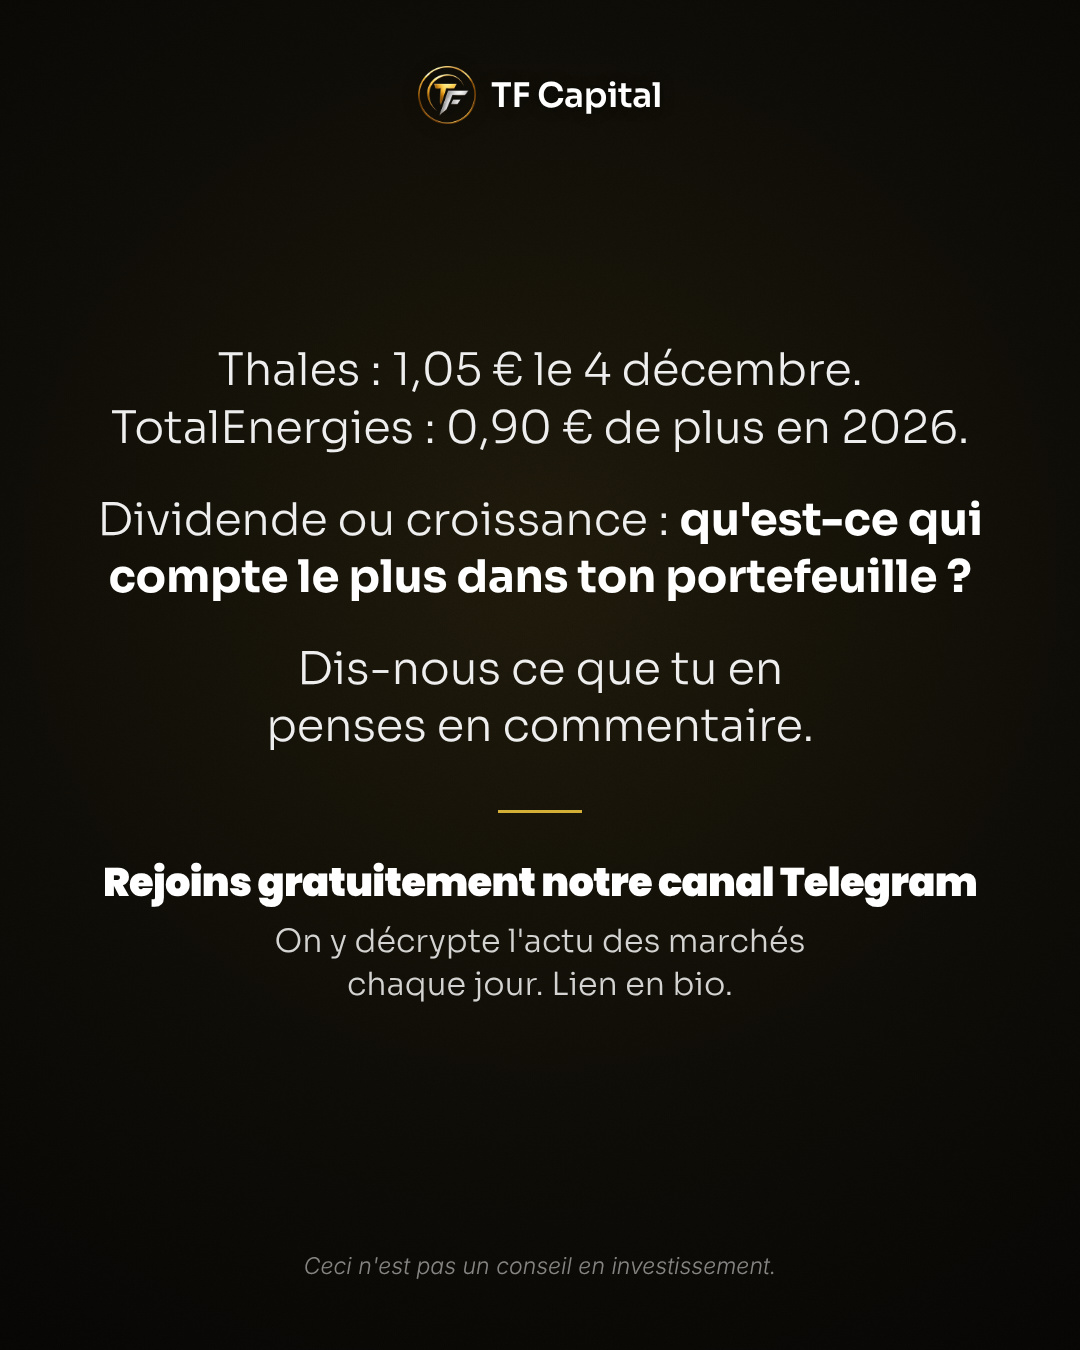 TF Capital
Thales : 1,05 € le 4 décembre.
TotalEnergies : 0,90 € de plus en 2026.
Dividende ou croissance : qu'est-ce qui
compte le plus dans ton portefeuille ?
Dis-nous ce que tu en
penses en commentaire.
Rejoins gratuitement notre canal Telegram
On y décrypte l'actu des marchés
chaque jour. Lien en bio.
Ceci n'est pas un conseil en investissement.